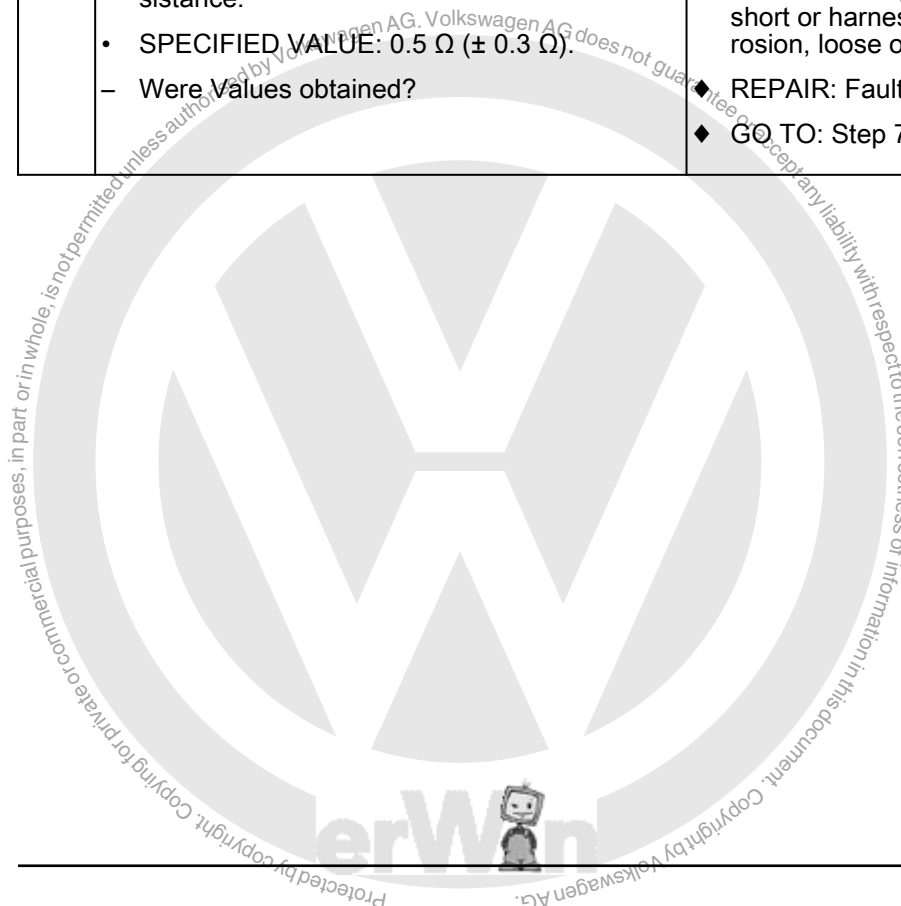 sistance.
• SPECIFIED VALUE: 0.5 Ω (± 0.3 Ω).
– Were Values obtained?
short or harnes
rosion, loose o
♦ REPAIR: Fault
♦ GO TO: Step 7
Protected by copyright. Copying for private or commercial purposes, in part or in whole, is not permitted unless authorised by Volkswagen AG. Volkswagen AG does not guarantee or accept any liability with respect to the correctness of information in this document. Copyright by Volkswagen AG.
erWin